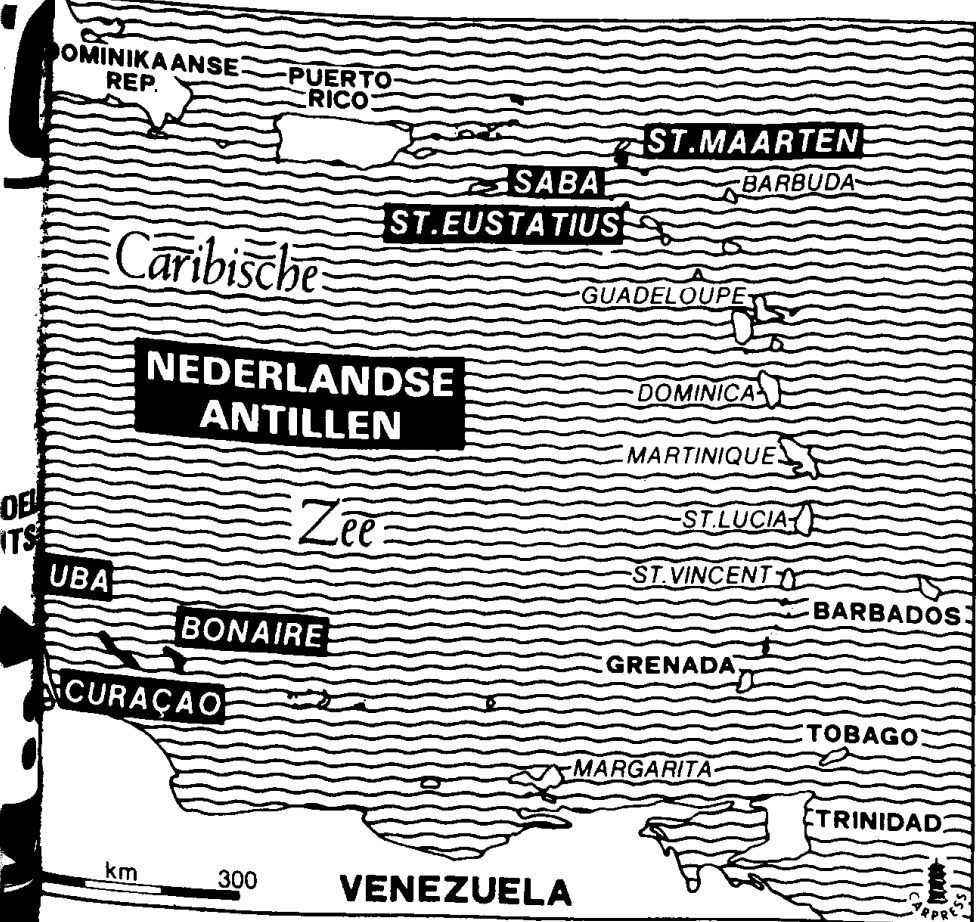 DOMINIKAANSE
REP.
PUERTO
RICO
ST.MAARTEN
SABA
BARBUDA
ST.EUSTATIUS
Caribische
GUADELOUPE
NEDERLANDSE
ANTILLEN
DOMINICA
MARTINIQUE
Zee
ST.LUCIA
UBA
ST.VINCENT
BARBADOS
BONAIRE
GRENADA
CURAÇAO
TOBAGO
MARGARITA
TRINIDAD
km 300
VENEZUELA
CARPRESS